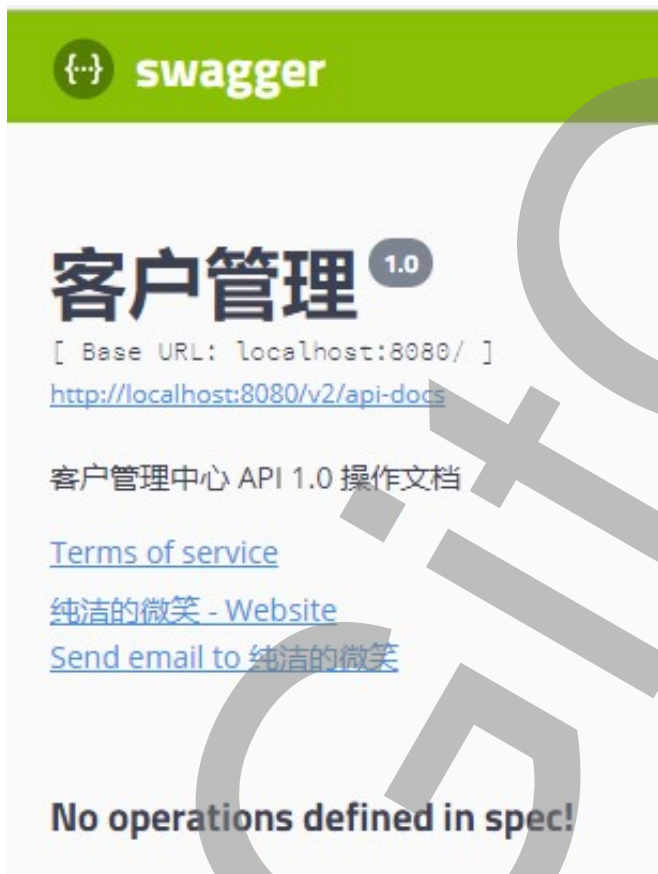 {···} swagger
客户管理 1.0
[ Base URL: localhost:8080/ ]
http://localhost:8080/v2/api-docs
客户管理中心 API 1.0 操作文档
Terms of service
纯洁的微笑 - Website
Send email to 纯洁的微笑
No operations defined in spec!
GitC